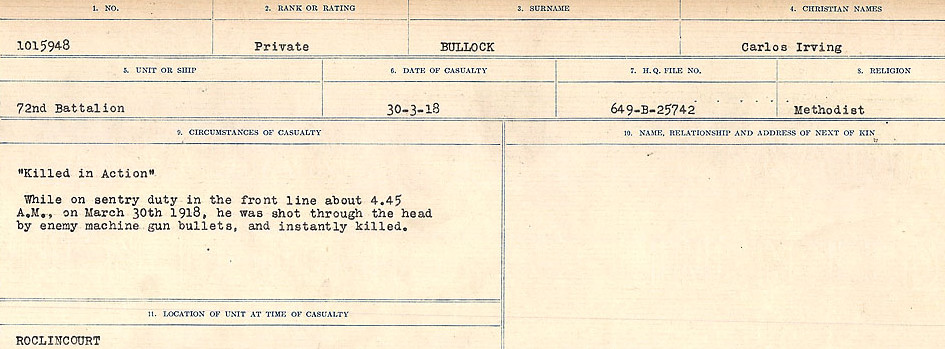 1. NO. 2. RANK OR RATING 3. SURNAME 4. CHRISTIAN NAMES
1015948 Private BULLOCK Carlos Irving
5. UNIT OR SHIP 6. DATE OF CASUALTY 7. H.Q. FILE NO. 8. RELIGION
72nd Battalion 30-3-18 649-B-25742 Methodist
9. CIRCUMSTANCES OF CASUALTY 10. NAME, RELATIONSHIP AND ADDRESS OF NEXT OF KIN
"Killed in Action"
While on sentry duty in the front line about 4.45
A.M., on March 30th 1918, he was shot through the head
by enemy machine gun bullets, and instantly killed.
11. LOCATION OF UNIT AT TIME OF CASUALTY
ROCLINCOURT